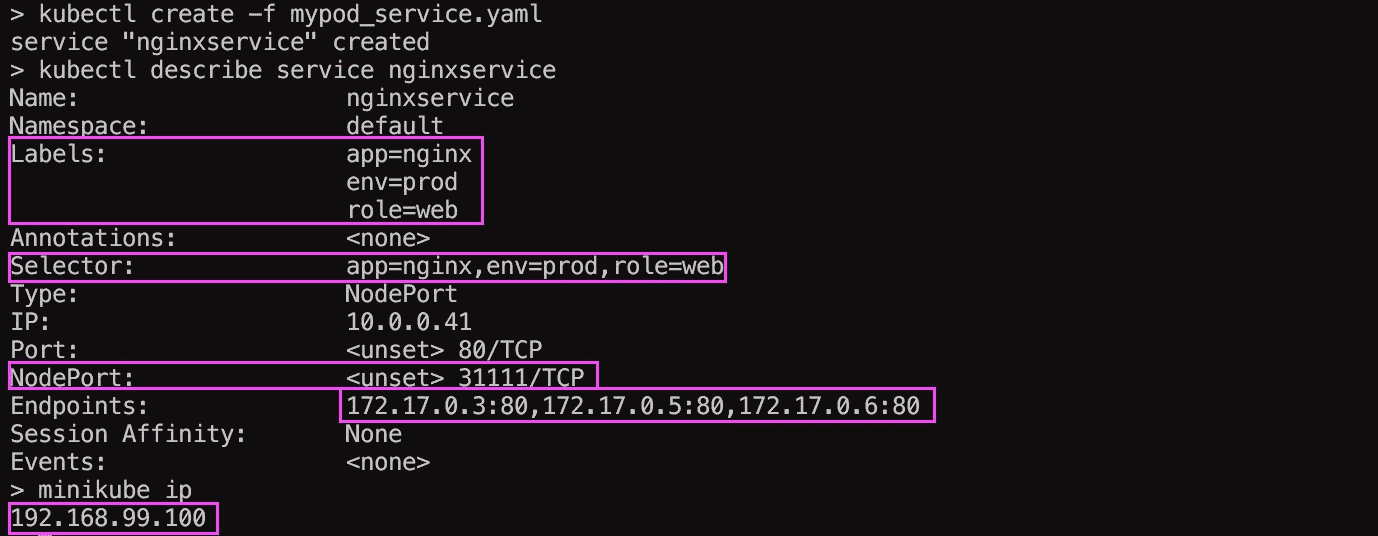 > kubectl create -f mypod_service.yaml
service "nginxservice" created
> kubectl describe service nginxservice
Name: nginxservice
Namespace: default
Labels: app=nginx
env=prod
role=web
Annotations: <none>
Selector: app=nginx,env=prod,role=web
Type: NodePort
IP: 10.0.0.41
Port: <unset> 80/TCP
NodePort: <unset> 31111/TCP
Endpoints: 172.17.0.3:80,172.17.0.5:80,172.17.0.6:80
Session Affinity: None
Events: <none>
> minikube ip
192.168.99.100